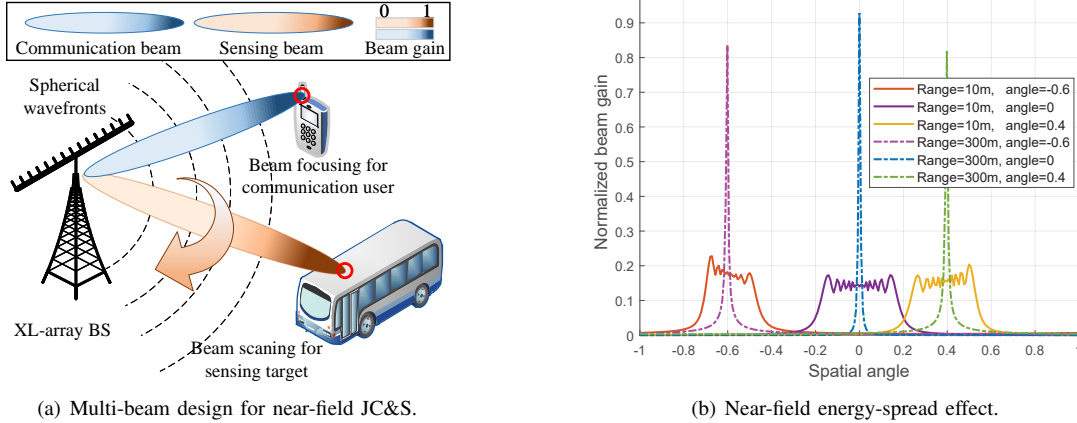 0 1
Communication beam
Sensing beam
Beam gain
Spherical
wavefronts
Beam focusing for
communication user
XL-array BS
Beam scaning for
sensing target
(a) Multi-beam design for near-field JC&S.
Normalized beam gain
0.9
0.8
0.7
0.6
0.5
0.4
0.3
0.2
0.1
0
Range=10m, angle=-0.6
Range=10m, angle=0
Range=10m, angle=0.4
Range=300m, angle=-0.6
Range=300m, angle=0
Range=300m, angle=0.4
-1 -0.8 -0.6 -0.4 -0.2 0 0.2 0.4 0.6 0.8 1
Spatial angle
(b) Near-field energy-spread effect.